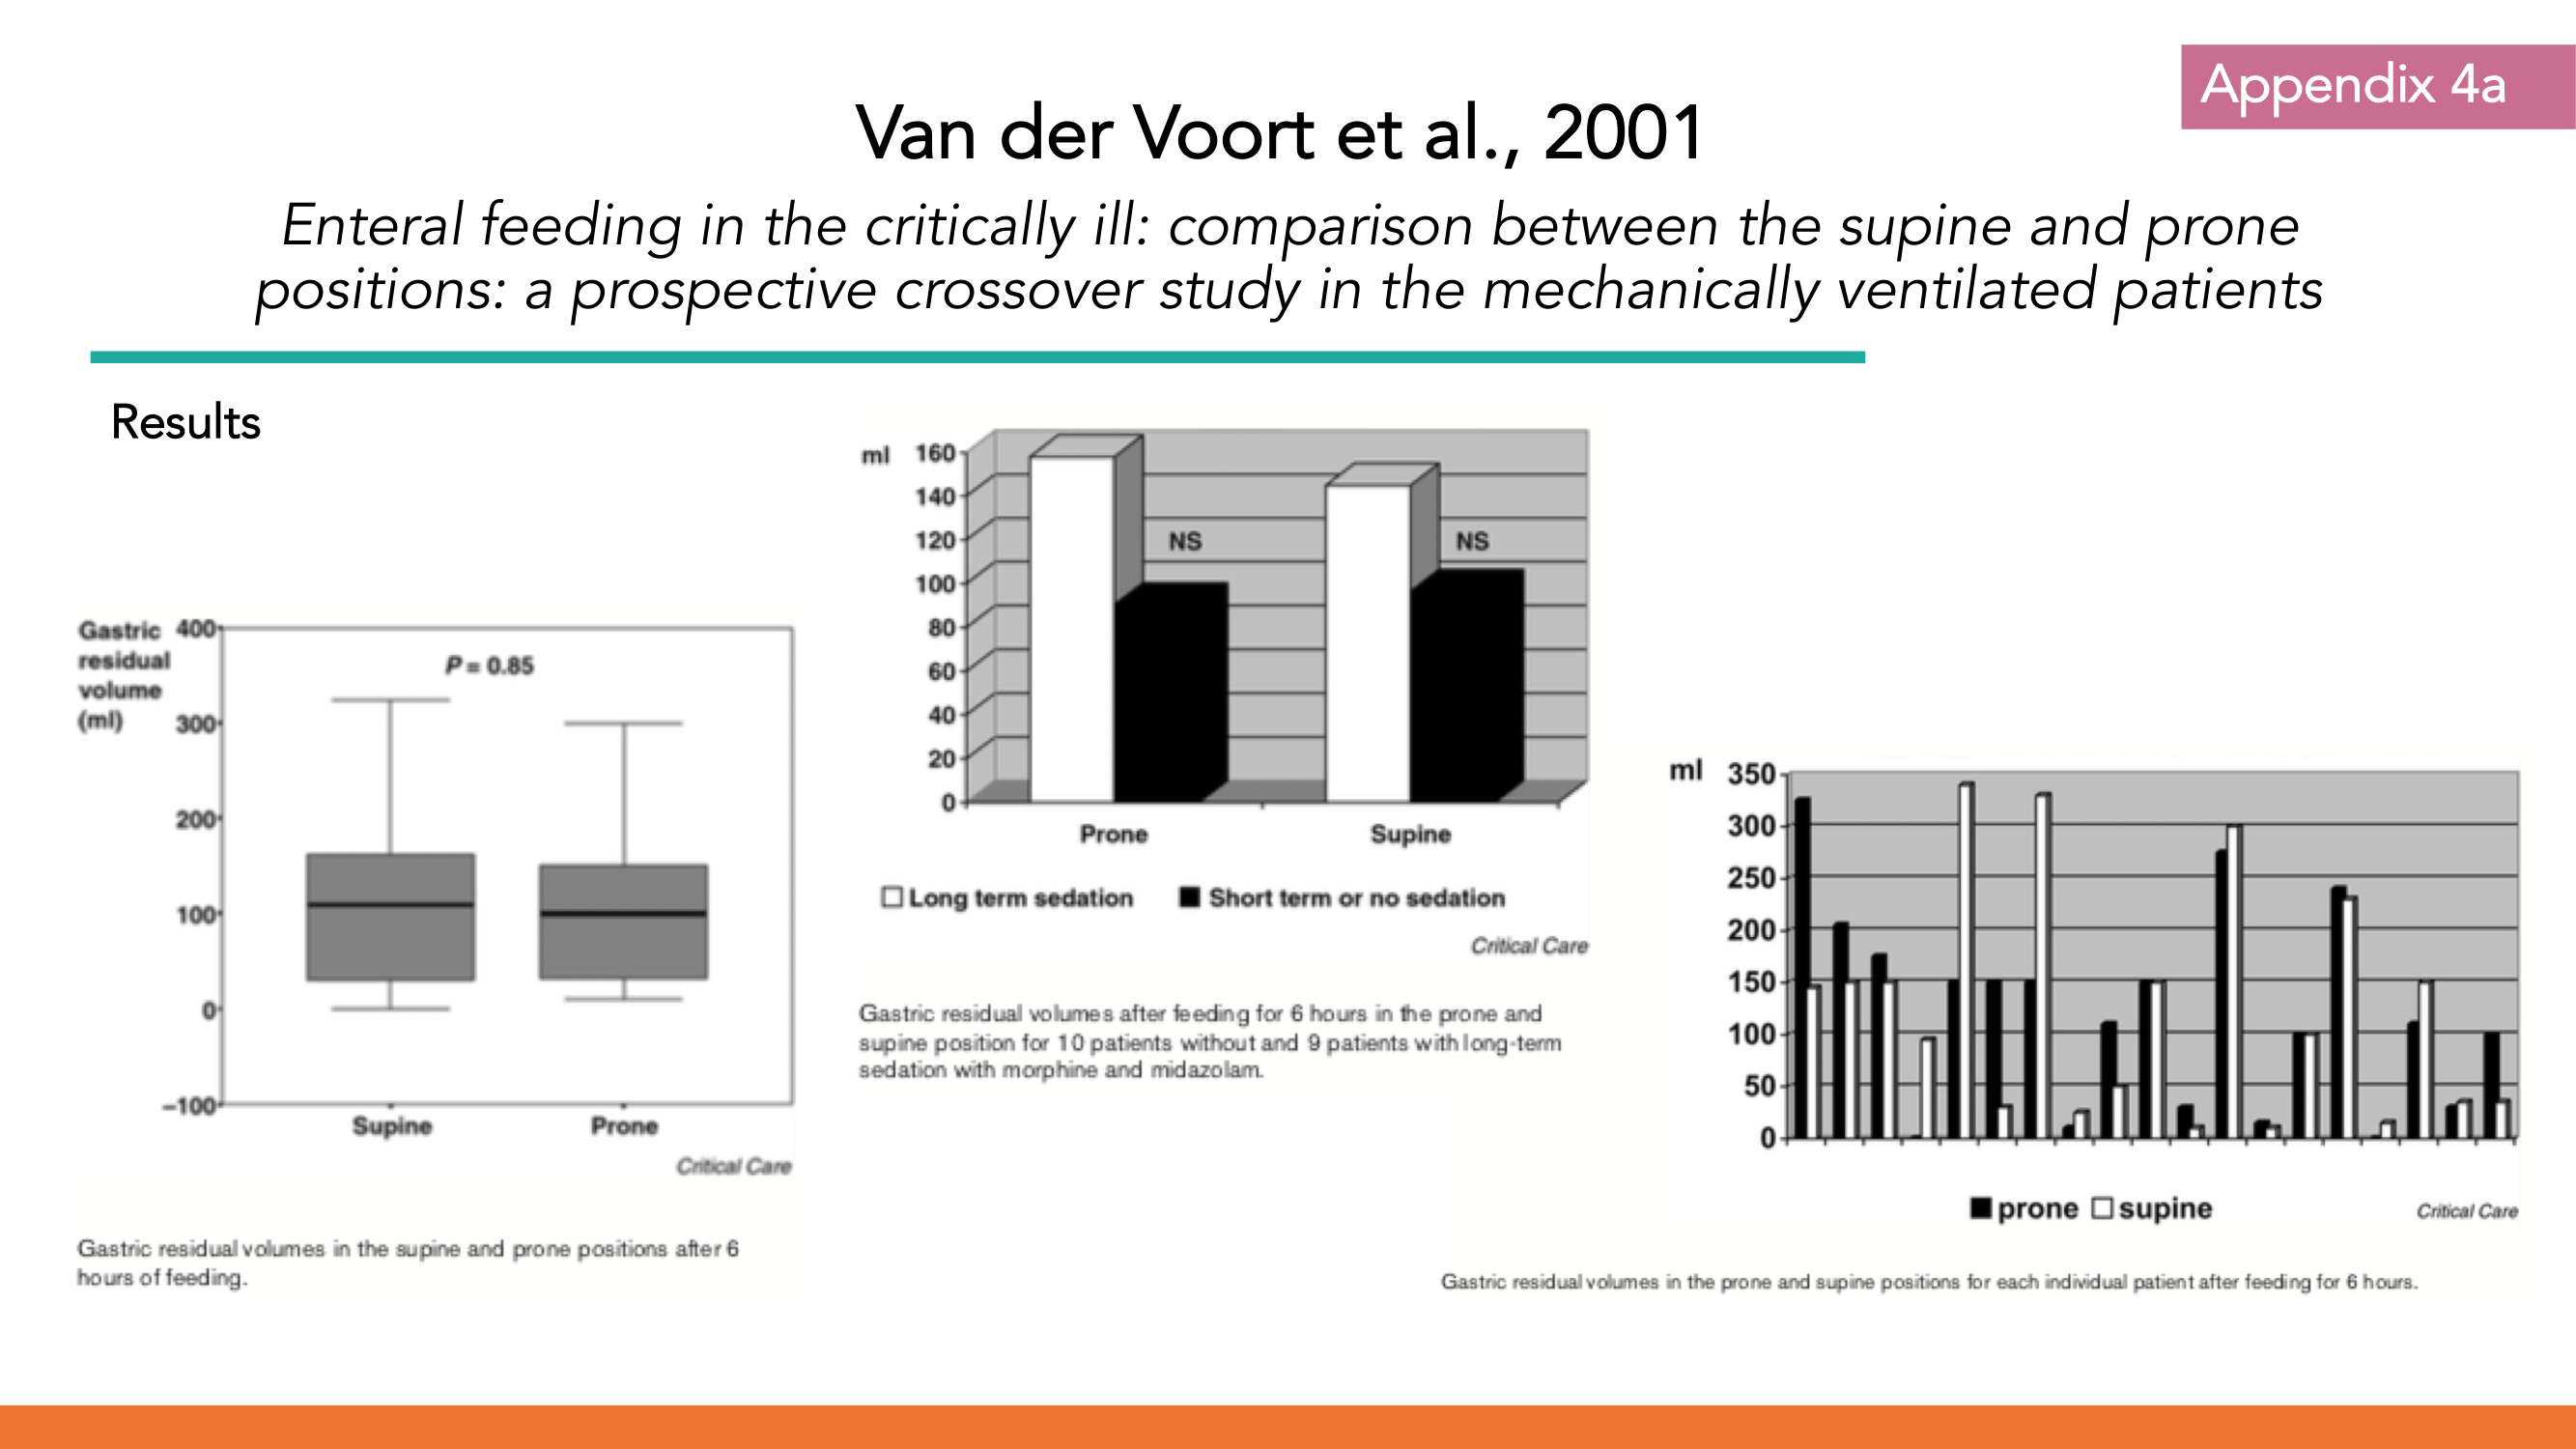 Appendix 4a
Van der Voort et al., 2001
Enteral feeding in the critically ill: comparison between the supine and prone
positions: a prospective crossover study in the mechanically ventilated patients
Results
Gastric
residual
volume
(ml)
400
300
200
100
0
–100
P = 0.85
Supine
Prone
Critical Care
Gastric residual volumes in the supine and prone positions after 6
hours of feeding.
ml
160
140
120
100
80
60
40
20
0
NS
NS
Prone
Supine
Long term sedation
Short term or no sedation
Critical Care
Gastric residual volumes after feeding for 6 hours in the prone and
supine position for 10 patients without and 9 patients with long-term
sedation with morphine and midazolam.
ml
350
300
250
200
150
100
50
0
prone
supine
Critical Care
Gastric residual volumes in the prone and supine positions for each individual patient after feeding for 6 hours.